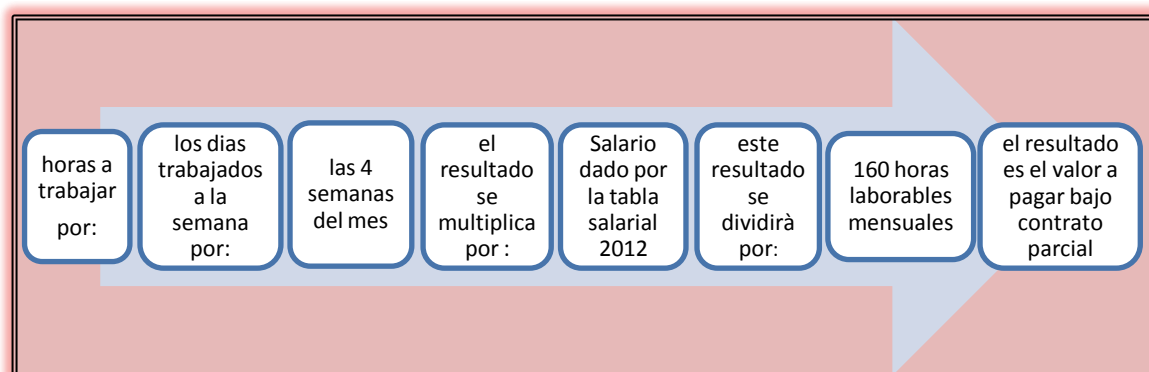 horas a
trabajar
por:
los dias
trabajados
a la
semana
por:
las 4
semanas
del mes
el
resultado
se
multiplica
por :
Salario
dado por
la tabla
salarial
2012
este
resultado
se
dividirà
por:
160 horas
laborables
mensuales
el resultado
es el valor a
pagar bajo
contrato
parcial